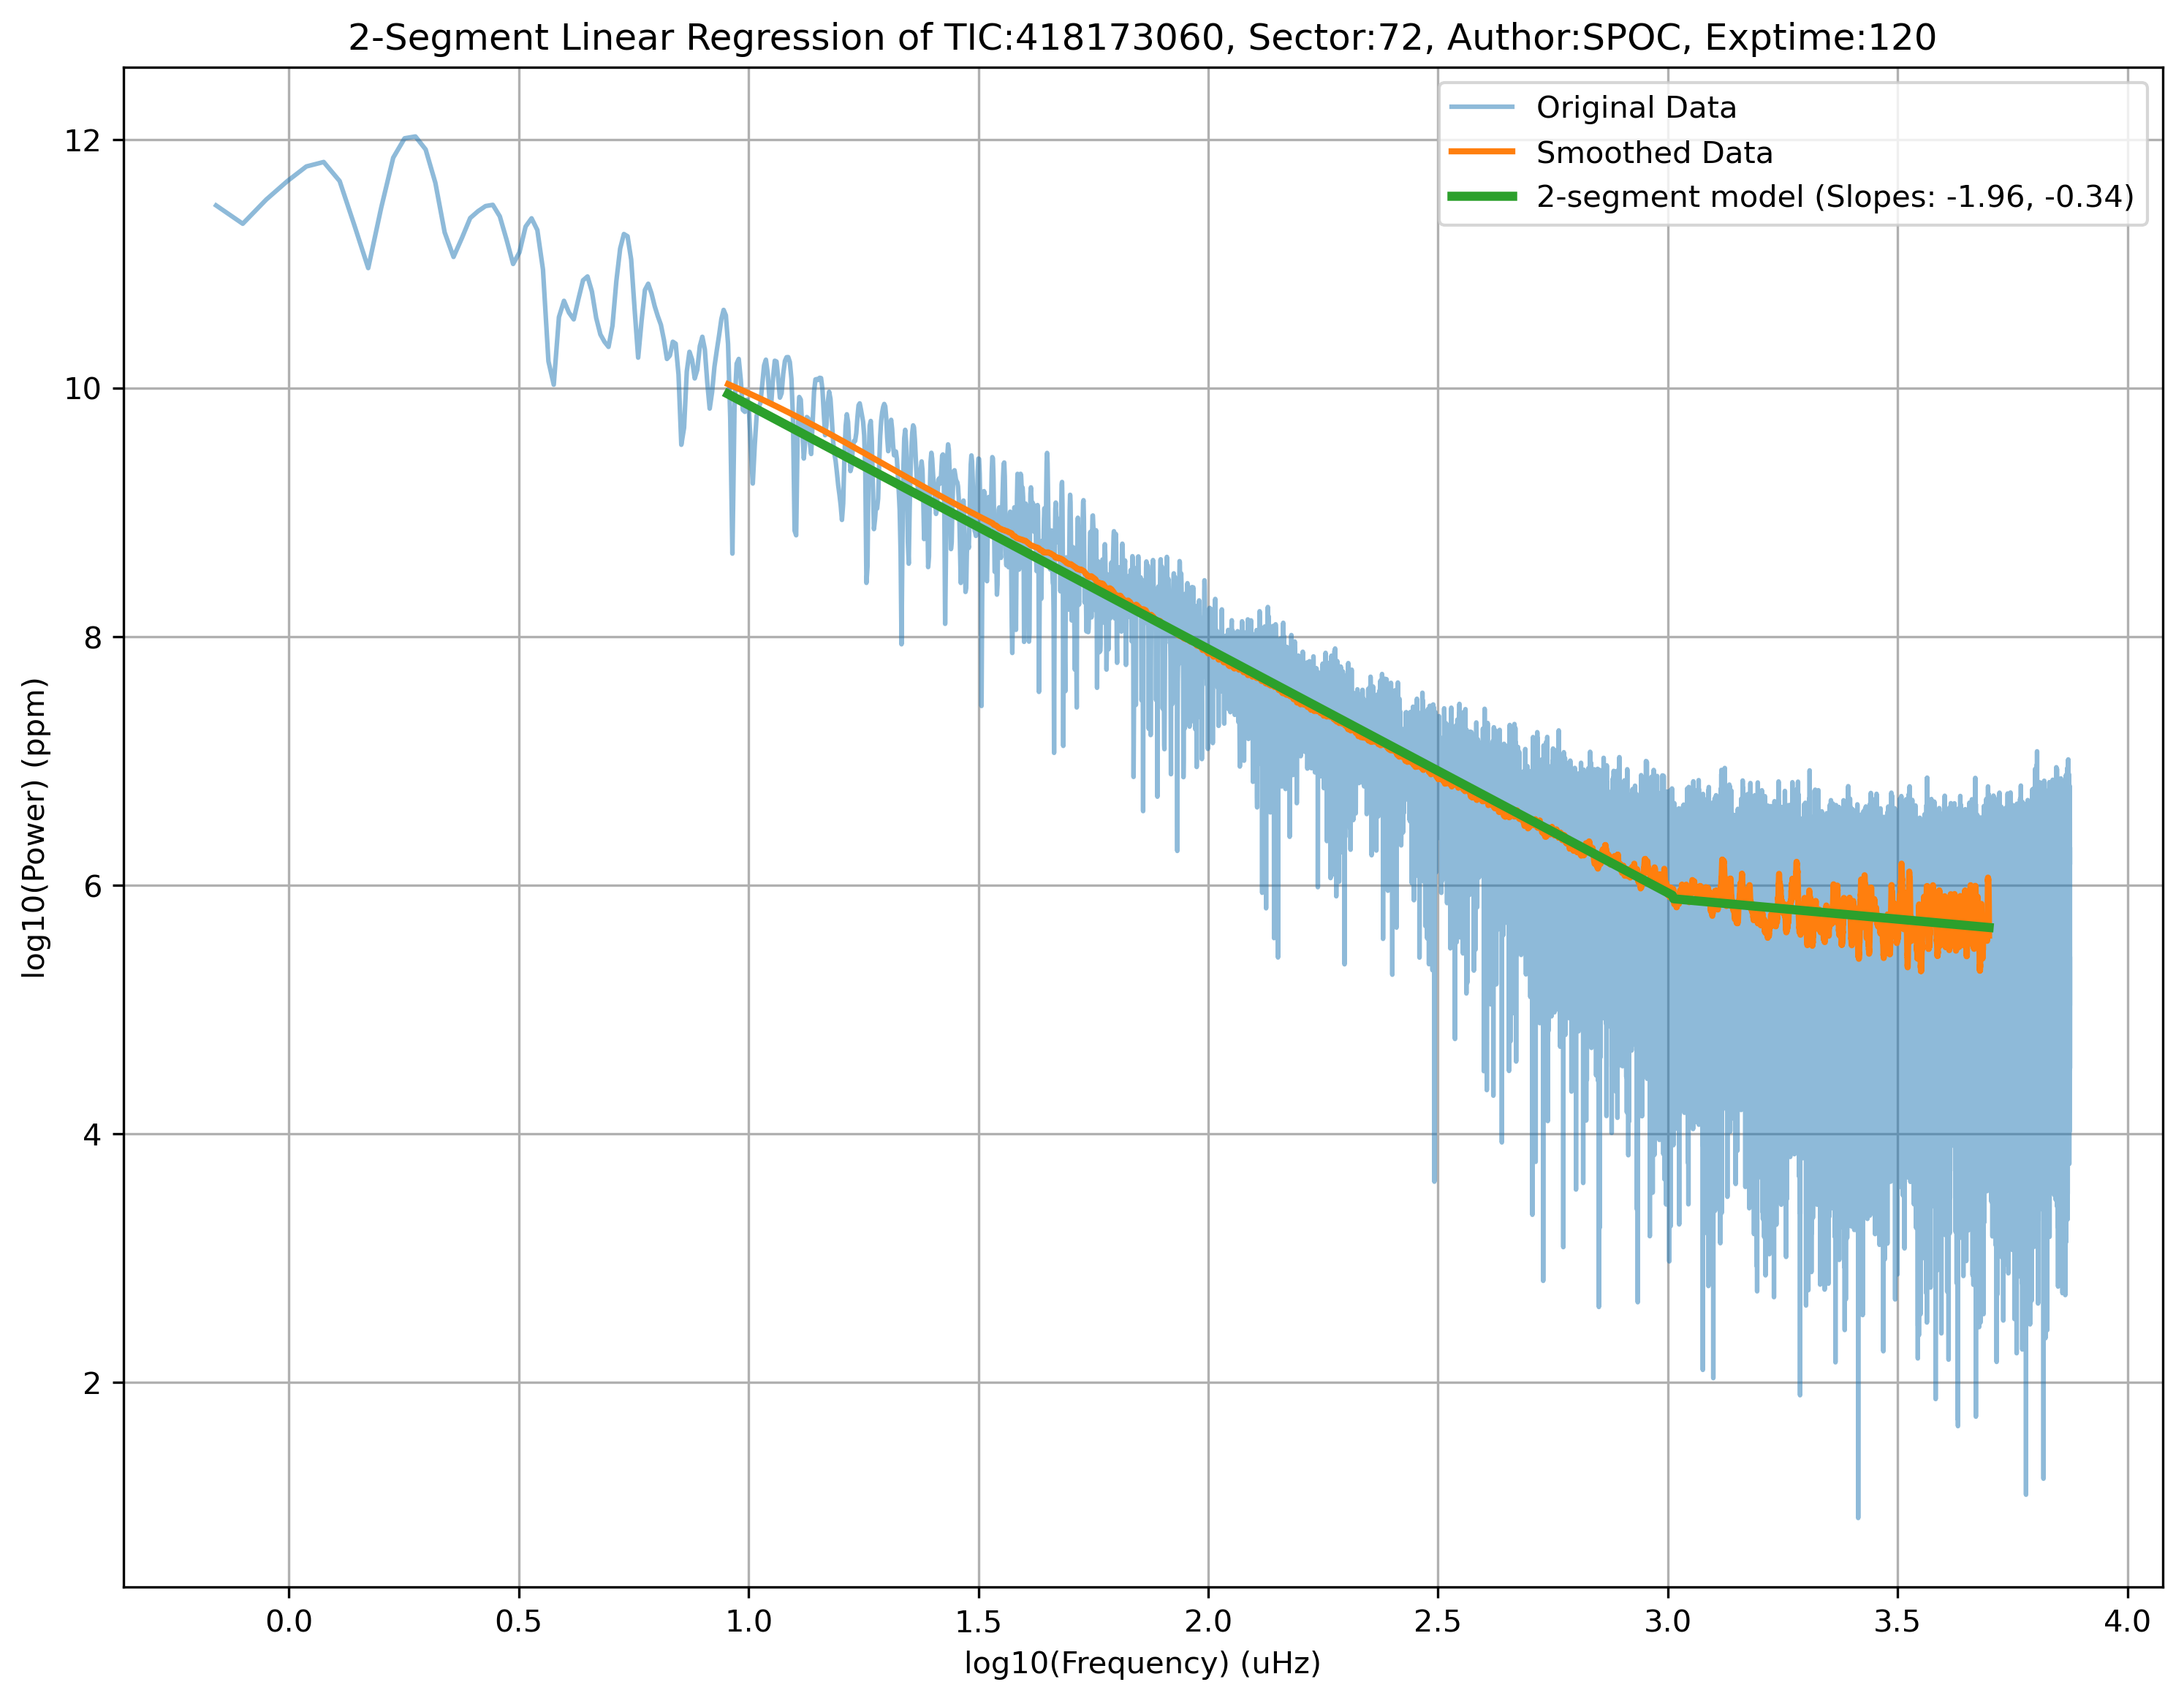 2-Segment Linear Regression of TIC:418173060, Sector:72, Author:SPOC, Exptime:120
Original Data
Smoothed Data
2-segment model (Slopes: -1.96, -0.34)
log10(Power) (ppm)
12
10
8
6
4
2
0.0 0.5 1.0 1.5 2.0 2.5 3.0 3.5 4.0
log10(Frequency) (uHz)